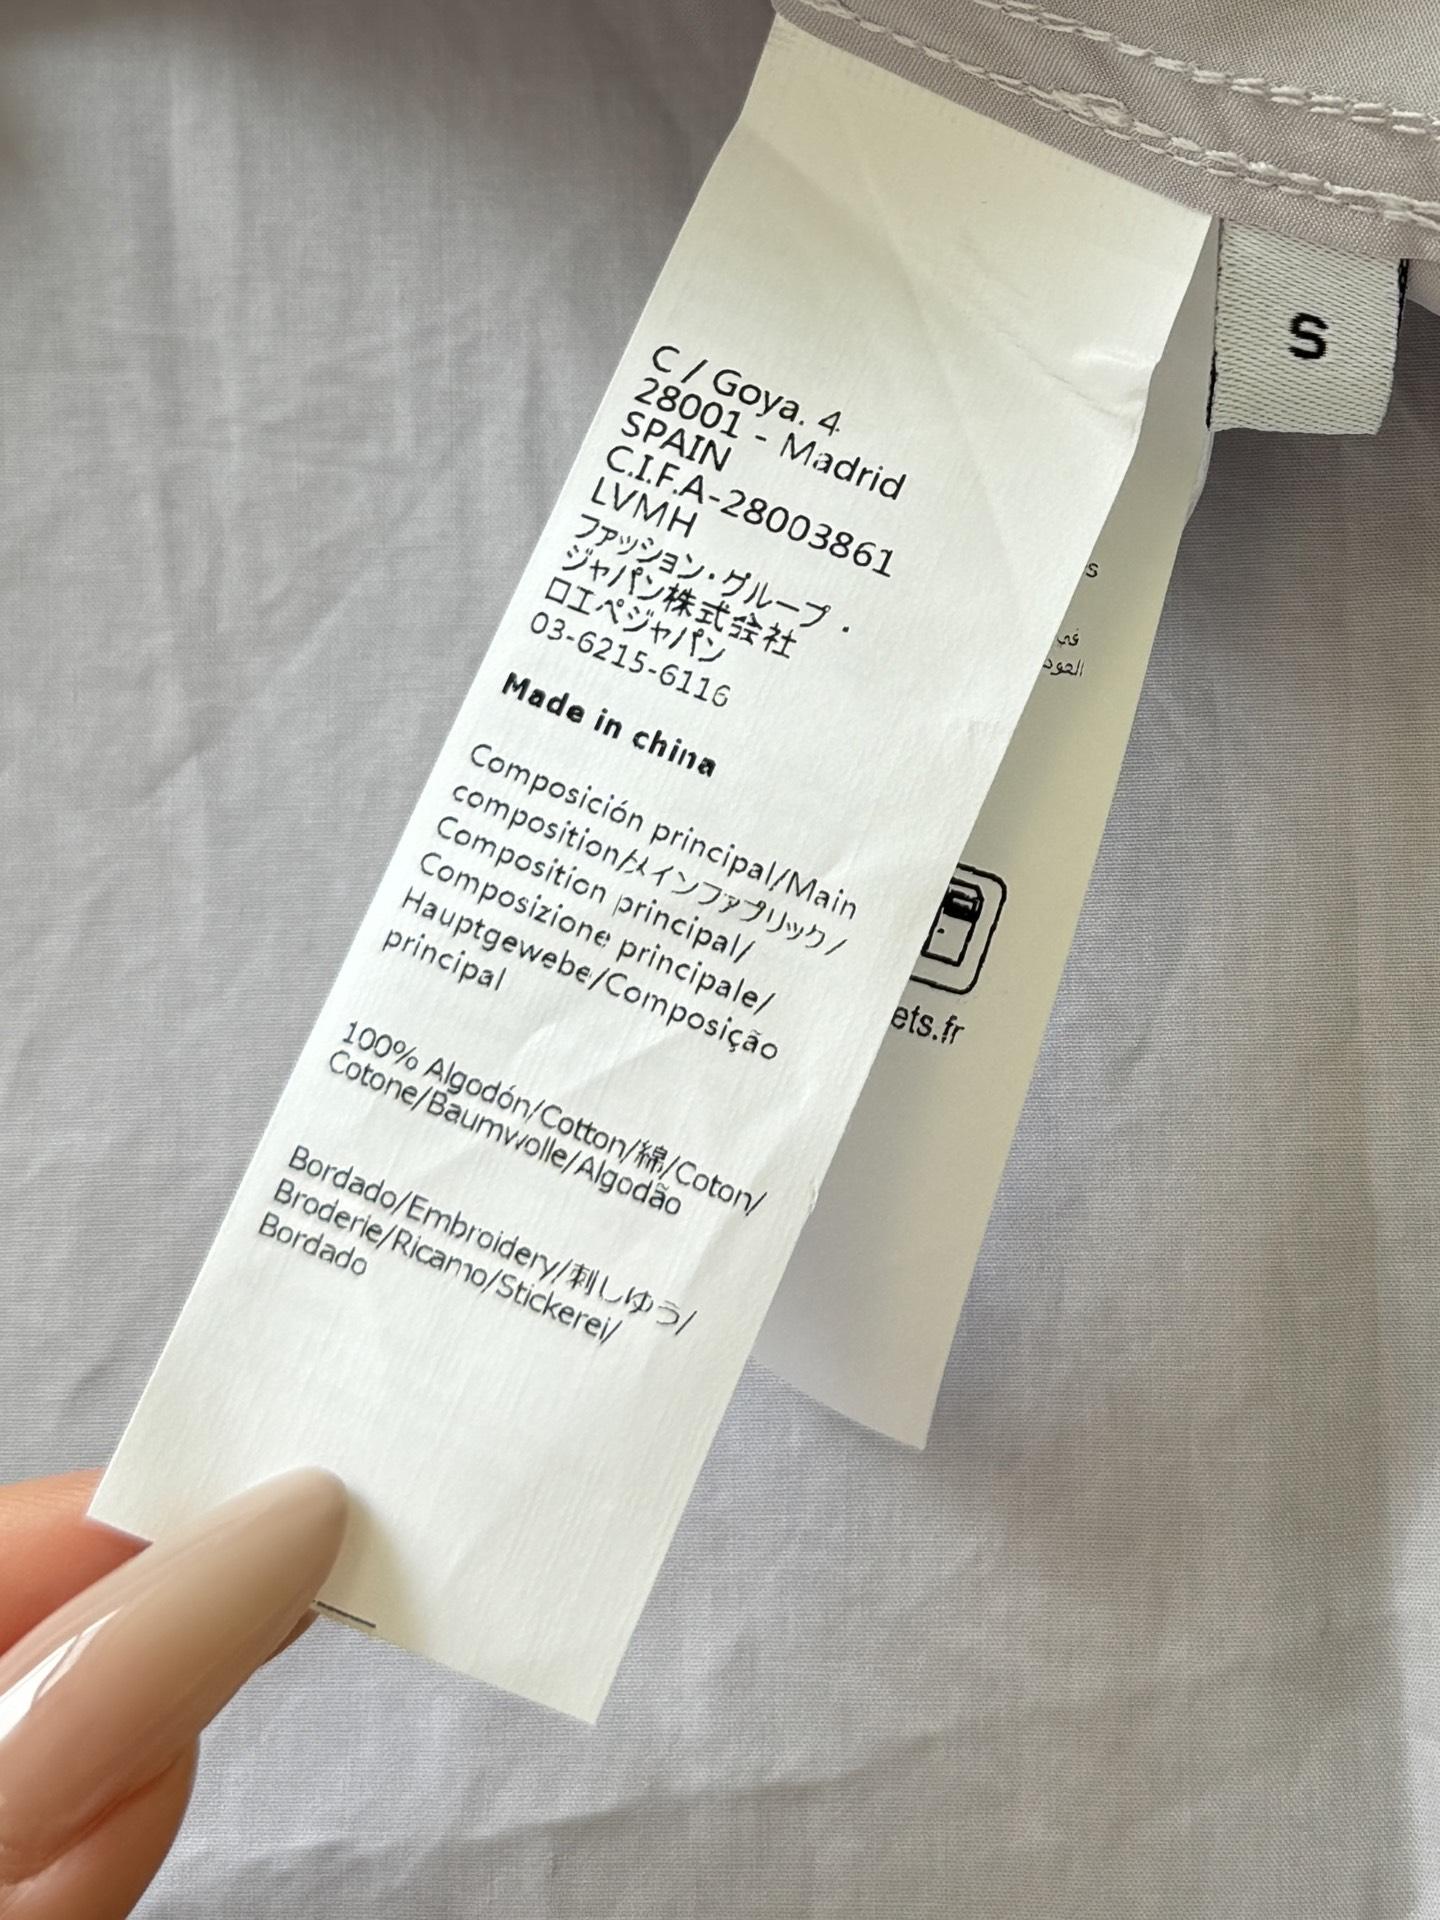 C / Goya. 4
28001 - Madrid
SPAIN
C.I.F.A-28003861
LVMH
ファッション・グループ・
ジャパン株式会社
ロエベジャパン
03-6215-6116
Made in china
Composición principal/Main
composition/メインファブリック/
Composition principal/
Composizione principale/
Hauptgewebe/Composição
principal
100% Algodón/Cotton/綿/Coton/
Cotone/Baumwolle/Algodão
Bordado/Embroidery/刺しゅう/
Broderie/Ricamo/Stickerei/
Bordado
S
s
في
العود
ets.fr